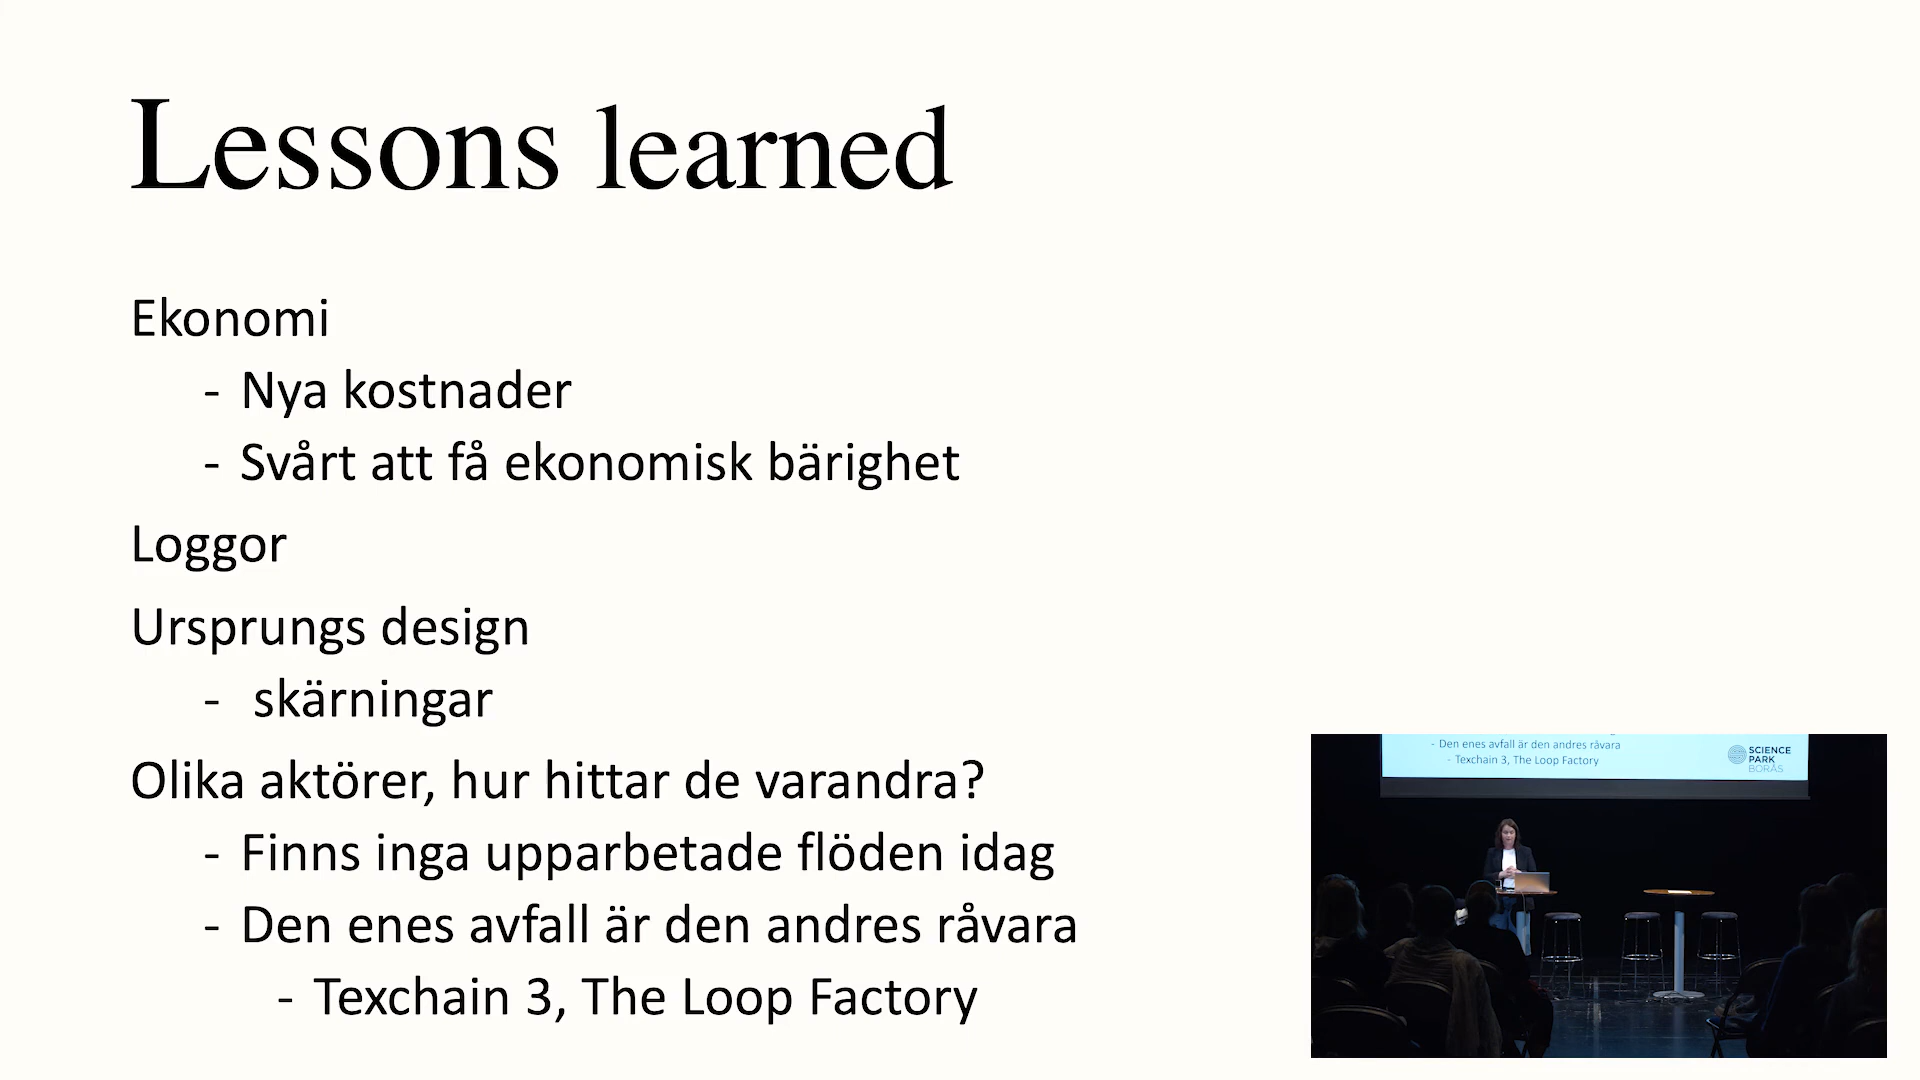 Lessons learned
Ekonomi
- Nya kostnader
- Svårt att få ekonomisk bärighet
Loggor
Ursprungs design
- skärningar
Olika aktörer, hur hittar de varandra?
- Finns inga upparbetade flöden idag
- Den enes avfall är den andres råvara
- Texchain 3, The Loop Factory
- Den enes avfall är den andres råvara
- Texchain 3, The Loop Factory
SCIENCE
PARK
BORÅS